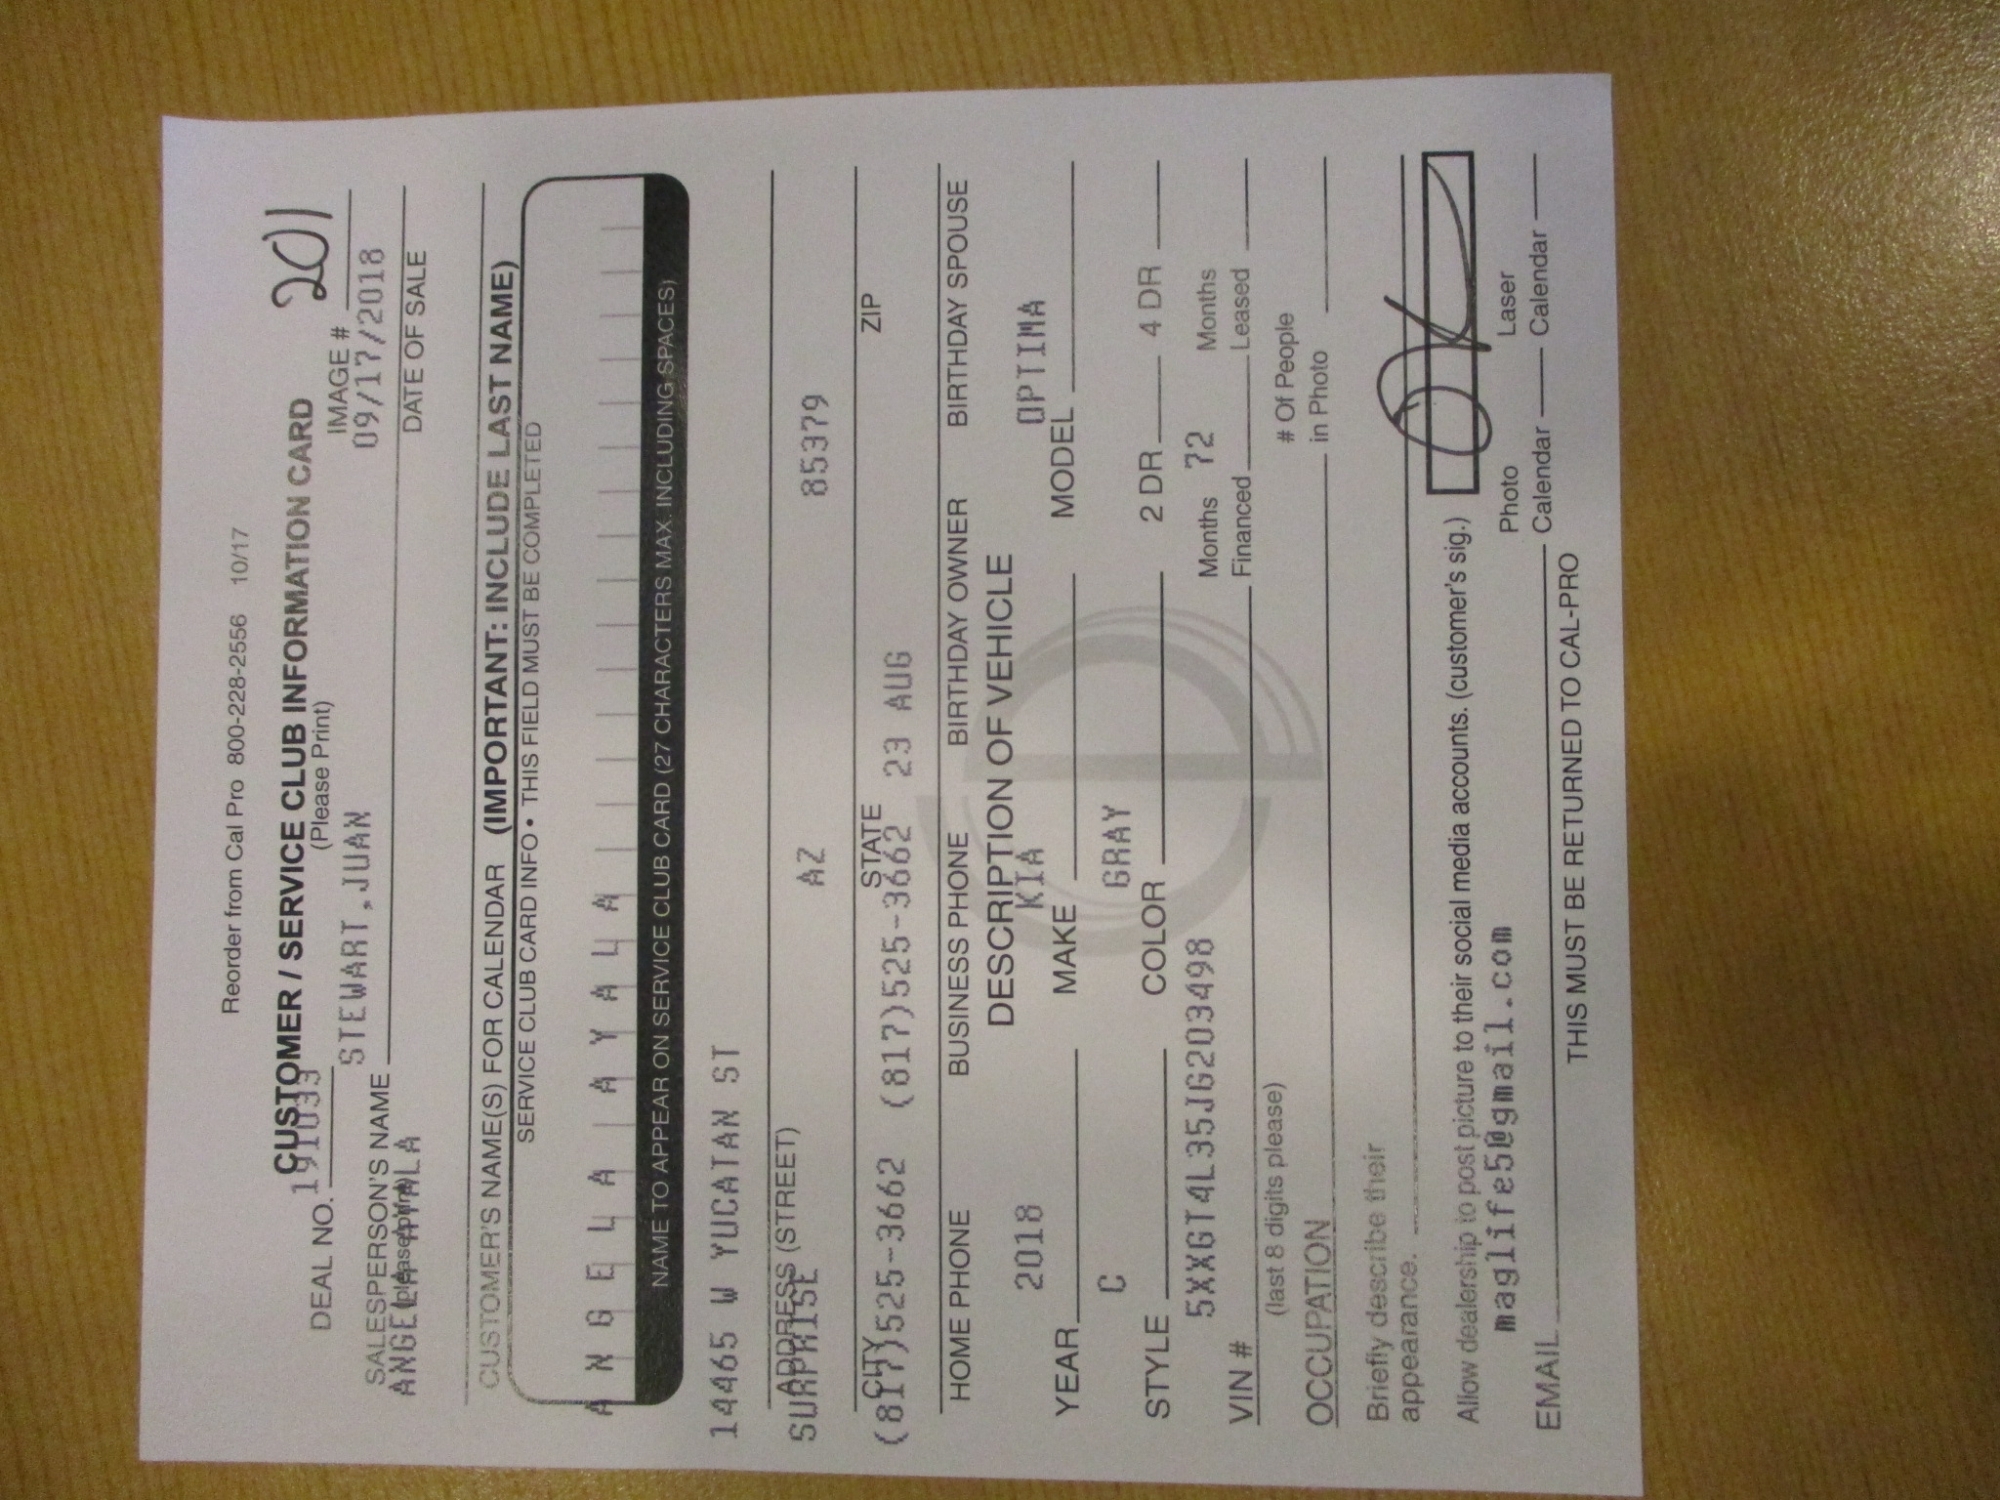 Reorder from Cal Pro 800-228-2556 10/17
CUSTOMER / SERVICE CLUB INFORMATION CARD
(Please Print)
DEAL NO. 191033 IMAGE # 201
STEWART,JUAN 09/17/2018
SALESPERSON'S NAME DATE OF SALE
(please print)
ANGELA AYALA
CUSTOMER'S NAME(S) FOR CALENDAR (IMPORTANT: INCLUDE LAST NAME)
SERVICE CLUB CARD INFO • THIS FIELD MUST BE COMPLETED
A N G E L A A Y A L A
NAME TO APPEAR ON SERVICE CLUB CARD (27 CHARACTERS MAX. INCLUDING SPACES)
14465 W YUCATAN ST
ADDRESS (STREET)
SURPRISE AZ 85379
CITY STATE ZIP
(817)525-3662 (817)525-3662 23 AUG
HOME PHONE BUSINESS PHONE BIRTHDAY OWNER BIRTHDAY SPOUSE
DESCRIPTION OF VEHICLE
2018 KIA OPTIMA
YEAR MAKE MODEL
C GRAY
STYLE COLOR 2 DR 4 DR
5XXGT4L35JG203498 Months 72 Months
VIN # Financed Leased
(last 8 digits please) # Of People
OCCUPATION in Photo
Briefly describe their
appearance.
Allow dealership to post picture to their social media accounts. (customer's sig.)
maglife5@gmail.com Photo Laser
EMAIL Calendar Calendar
THIS MUST BE RETURNED TO CAL-PRO